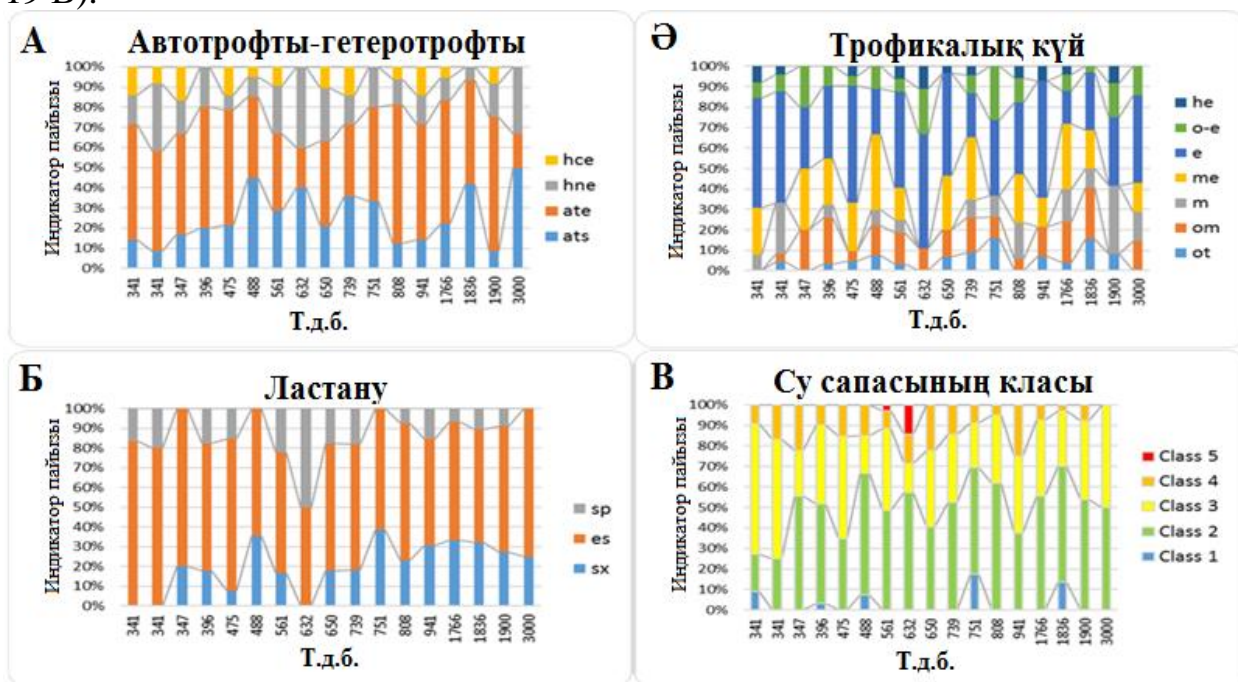 19 В).
А
Автотрофты-гетеротрофты
Индикатор пайызы
100%
90%
80%
70%
60%
50%
40%
30%
20%
10%
0%
341 341 347 396 475 488 561 632 650 739 751 808 941 1766 1836 1900 3000
Т.д.б.
hce
hne
ate
ats
Ә
Трофикалық күй
Индикатор пайызы
100%
90%
80%
70%
60%
50%
40%
30%
20%
10%
0%
341 341 347 396 475 488 561 632 650 739 751 808 941 1766 1836 1900 3000
Т.д.б.
he
o-e
e
me
m
om
ot
Б
Ластану
Индикатор пайызы
100%
90%
80%
70%
60%
50%
40%
30%
20%
10%
0%
341 341 347 396 475 488 561 632 650 739 751 808 941 1766 1836 1900 3000
Т.д.б.
sp
es
sx
В
Су сапасының класы
Индикатор пайызы
100%
90%
80%
70%
60%
50%
40%
30%
20%
10%
0%
341 341 347 396 475 488 561 632 650 739 751 808 941 1766 1836 1900 3000
Т.д.б.
Class 5
Class 4
Class 3
Class 2
Class 1